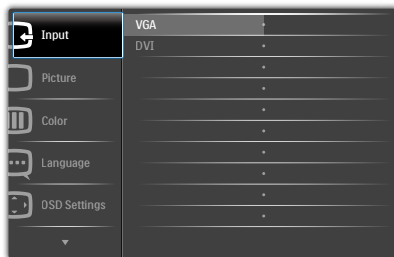 Input
VGA
DVI
Picture
Color
Language
OSD Settings